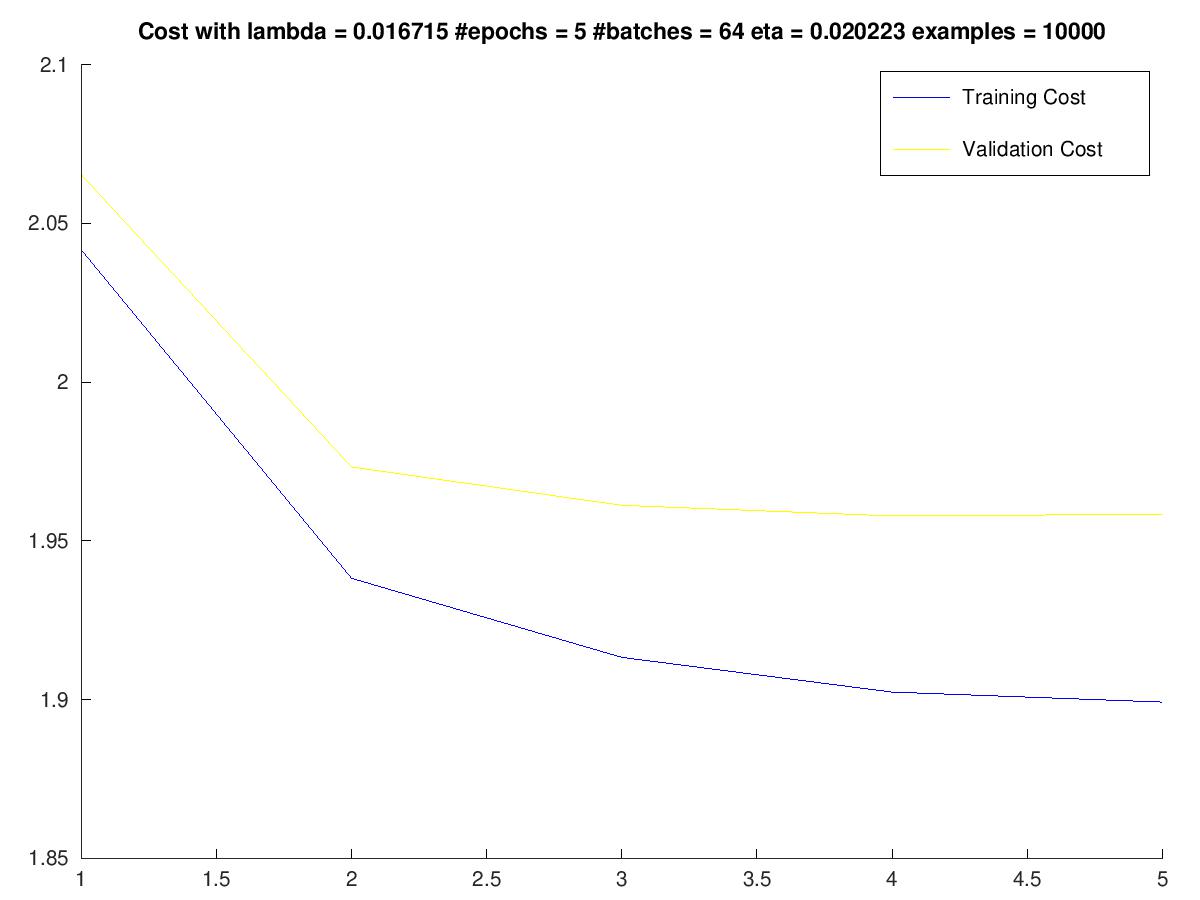 Cost with lambda = 0.016715 #epochs = 5 #batches = 64 eta = 0.020223 examples = 10000
2.1
Training Cost
Validation Cost
2.05
2
1.95
1.9
1.85
1 1.5 2 2.5 3 3.5 4 4.5 5